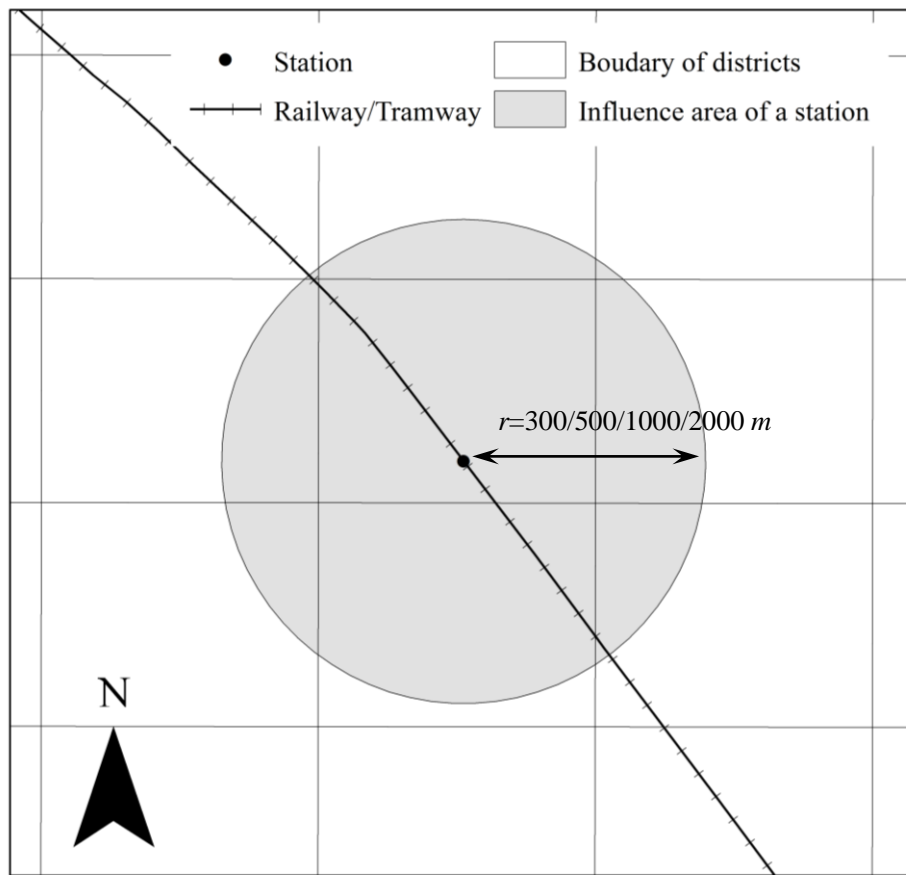 Station
Boudary of districts
Railway/Tramway
Influence area of a station
r=300/500/1000/2000 m
N